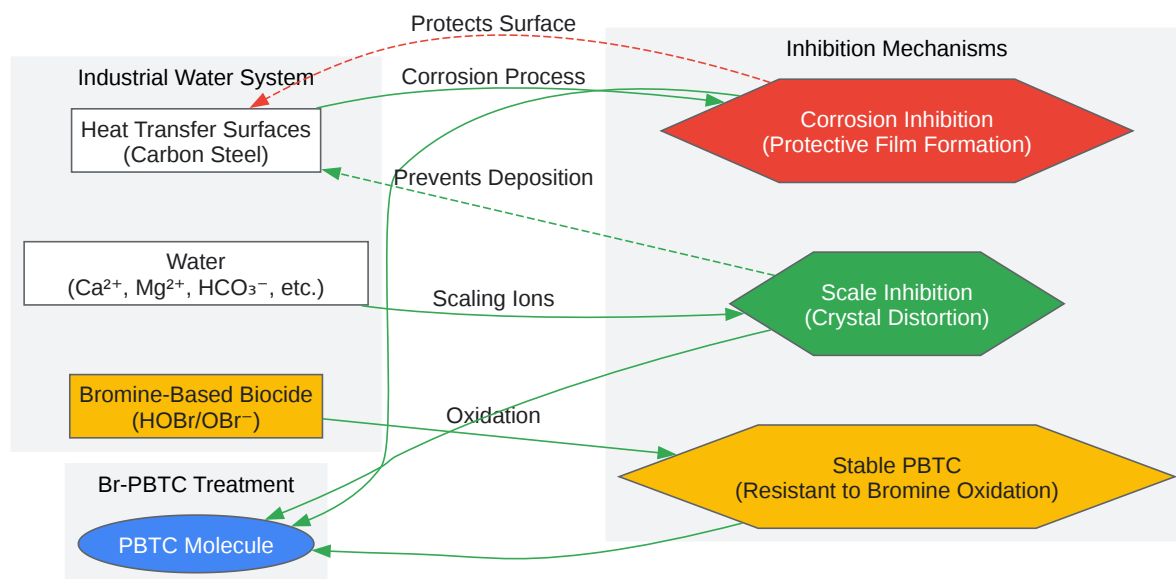 Protects Surface
Inhibition Mechanisms
Industrial Water System
Corrosion Process
Heat Transfer Surfaces
(Carbon Steel)
Corrosion Inhibition
(Protective Film Formation)
Prevents Deposition
Water
(Ca²⁺, Mg²⁺, HCO₃⁻, etc.)
Scaling Ions
Scale Inhibition
(Crystal Distortion)
Bromine-Based Biocide
(HOBr/OBr⁻)
Oxidation
Stable PBTC
(Resistant to Bromine Oxidation)
Br-PBTC Treatment
PBTC Molecule